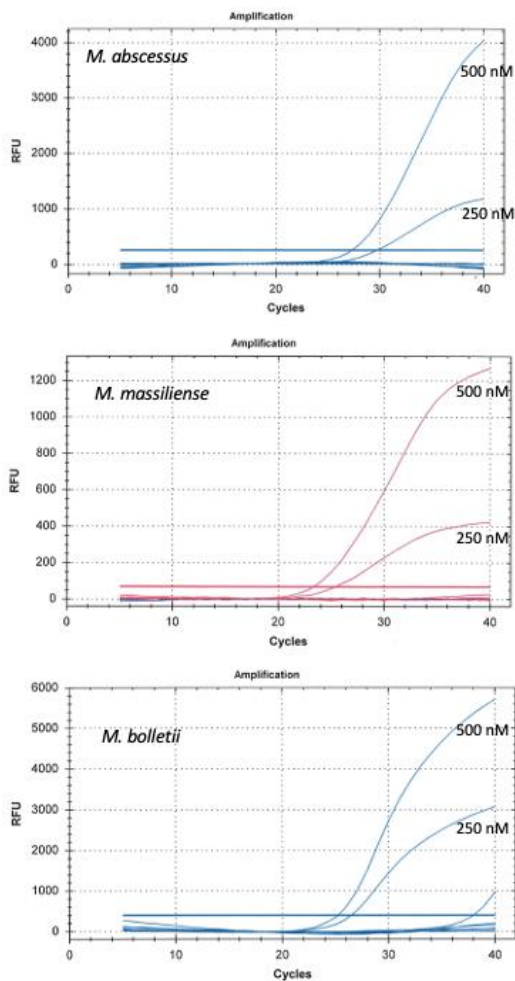 Amplification
4000
M. abscessus
500 nM
3000
RFU
2000
250 nM
1000
0
0 10 20 30 40
Cycles
Amplification
1200
M. massiliense
500 nM
1000
800
RFU
600
400
250 nM
200
0
0 10 20 30 40
Cycles
Amplification
6000
M. bolletii
500 nM
5000
4000
RFU
3000
250 nM
2000
1000
0
0 10 20 30 40
Cycles